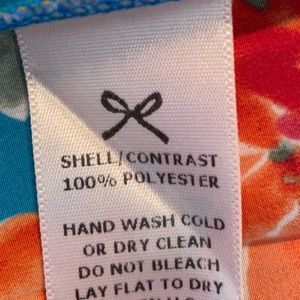 SHELL/CONTRAST
100% POLYESTER
HAND WASH COLD
OR DRY CLEAN
DO NOT BLEACH
LAY FLAT TO DRY